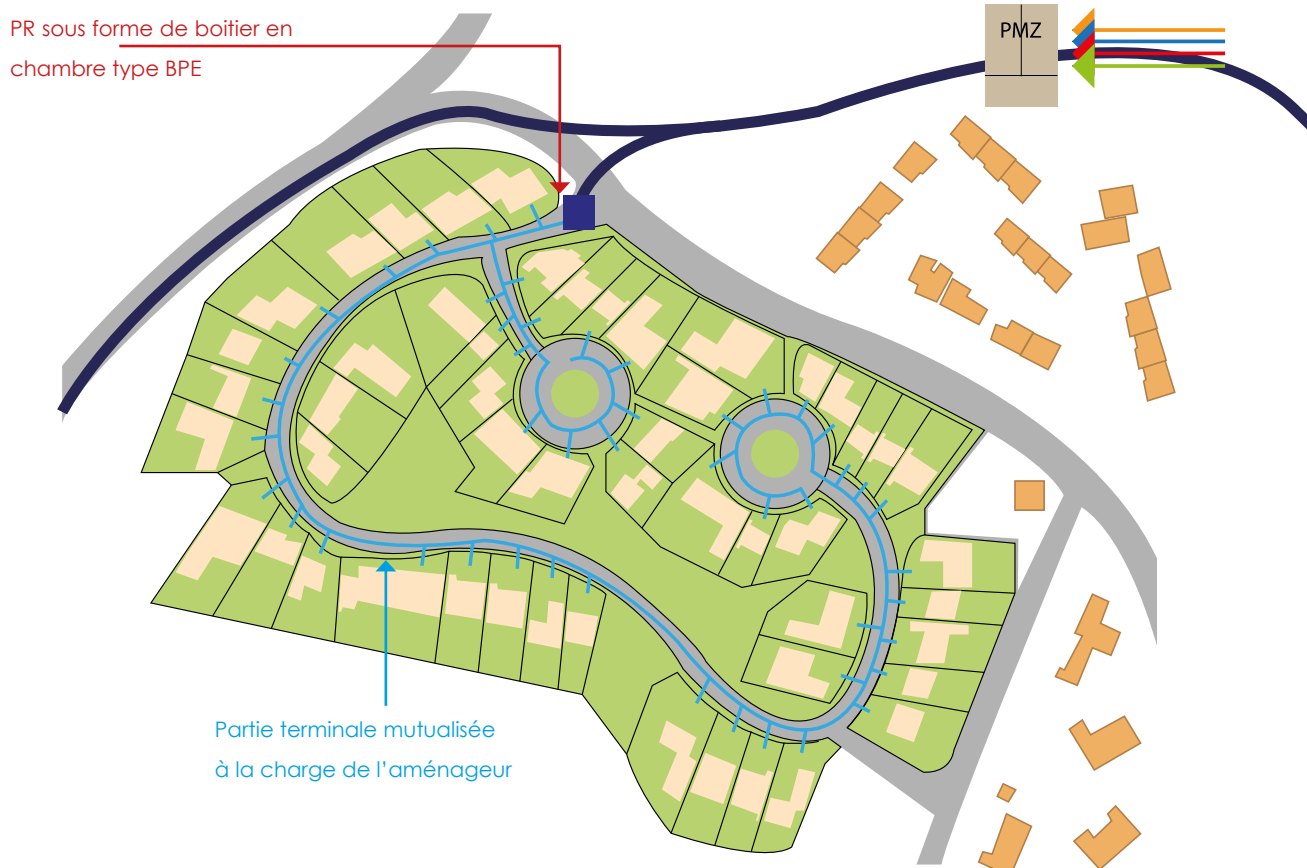 PR sous forme de boitier en
chambre type BPE
PMZ
Partie terminale mutualisée
à la charge de l’aménageur